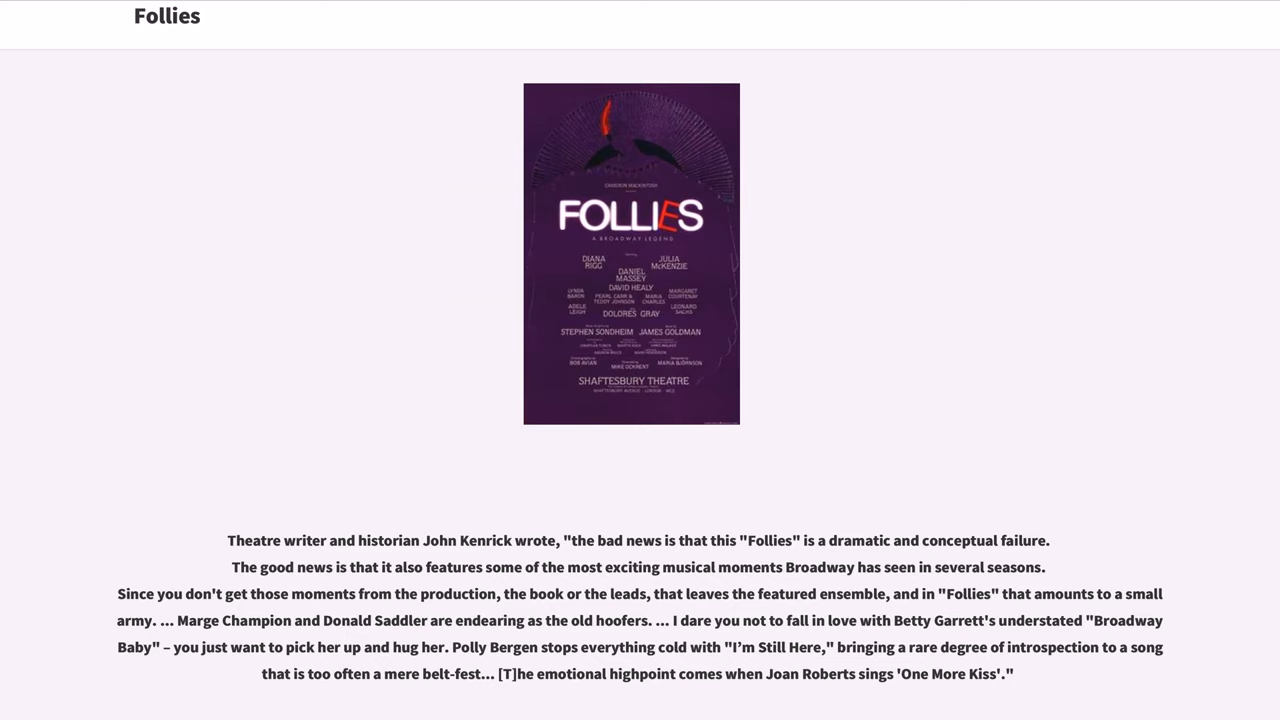 Follies
CAMERON MACKINTOSH
FOLLIES
A BROADWAY LEGEND
DIANA RIGG
JULIA McKENZIE
DANIEL MASSEY
DAVID HEALY
LYNDA BARON
PEARL CARR & TEDDY JOHNSON
MARIA CHARLES
MARGARET COURTENAY
ADELE LEIGH
DOLORES GRAY
LEONARD SACHS
STEPHEN SONDHEIM JAMES GOLDMAN
BOB AVIAN
MIKE OCKRENT
MARIA BJÖRNSON
SHAFTESBURY THEATRE
Theatre writer and historian John Kenrick wrote, "the bad news is that this "Follies" is a dramatic and conceptual failure.
The good news is that it also features some of the most exciting musical moments Broadway has seen in several seasons.
Since you don't get those moments from the production, the book or the leads, that leaves the featured ensemble, and in "Follies" that amounts to a small
army. ... Marge Champion and Donald Saddler are endearing as the old hoofers. ... I dare you not to fall in love with Betty Garrett's understated "Broadway
Baby" – you just want to pick her up and hug her. Polly Bergen stops everything cold with "I’m Still Here," bringing a rare degree of introspection to a song
that is too often a mere belt-fest... [T]he emotional highpoint comes when Joan Roberts sings 'One More Kiss'."